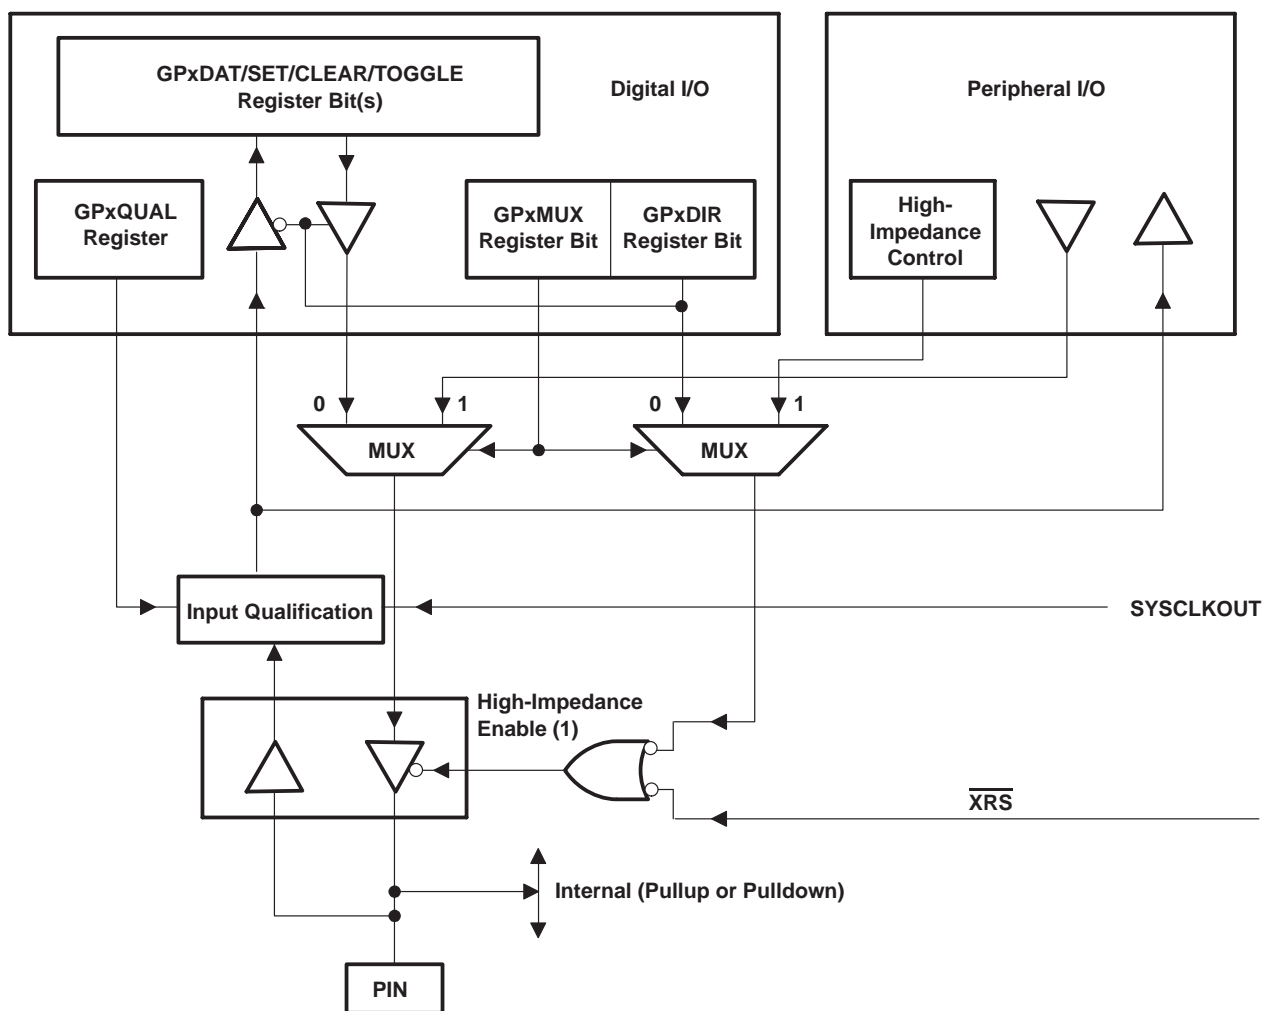 GPxDAT/SET/CLEAR/TOGGLE
Register Bit(s)
Digital I/O
Peripheral I/O
GPxQUAL
Register
GPxMUX
Register Bit
GPxDIR
Register Bit
High-
Impedance
Control
0
1
0
1
MUX
MUX
Input Qualification
SYSCLKOUT
High-Impedance
Enable (1)
XRS
Internal (Pullup or Pulldown)
PIN